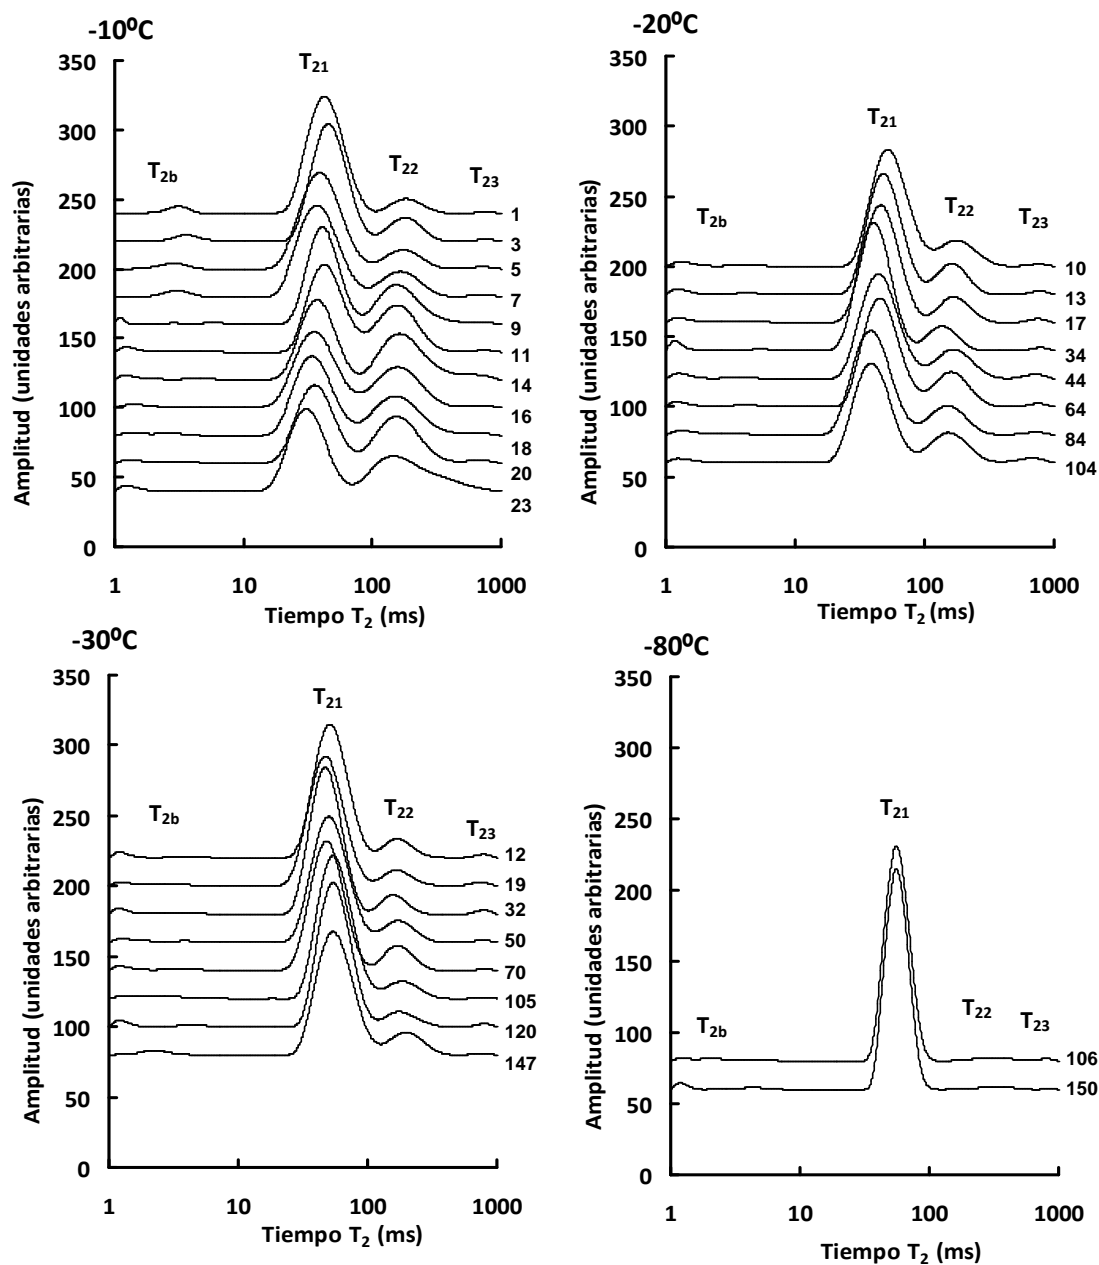 -10⁰C
Amplitud (unidades arbitrarias)
350
300
250
200
150
100
50
0
T21
T2b
T22
T23
1
3
5
7
9
11
14
16
18
20
23
1 10 100 1000
Tiempo T2 (ms)
-20⁰C
Amplitud (unidades arbitrarias)
350
300
250
200
150
100
50
0
T21
T2b
T22
T23
10
13
17
34
44
64
84
104
1 10 100 1000
Tiempo T2 (ms)
-30⁰C
Amplitud (unidades arbitrarias)
350
300
250
200
150
100
50
0
T21
T2b
T22
T23
12
19
32
50
70
105
120
147
1 10 100 1000
Tiempo T2 (ms)
-80⁰C
Amplitud (unidades arbitrarias)
350
300
250
200
150
100
50
0
T21
T2b
T22
T23
106
150
1 10 100 1000
Tiempo T2 (ms)